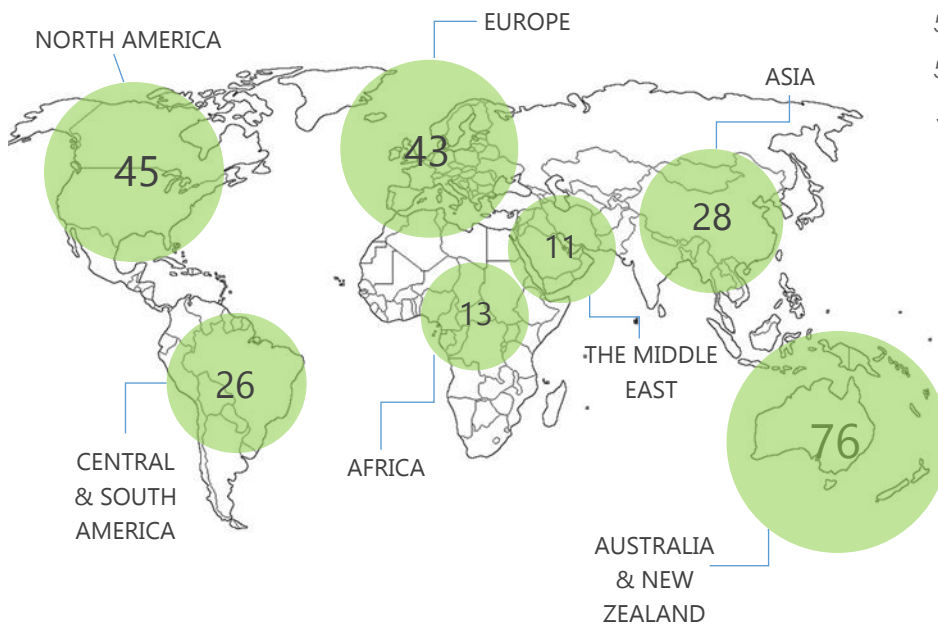 EUROPE
NORTH AMERICA
ASIA
45
43
28
11
13
26
THE MIDDLE
EAST
76
CENTRAL
& SOUTH
AMERICA
AFRICA
AUSTRALIA
& NEW
ZEALAND